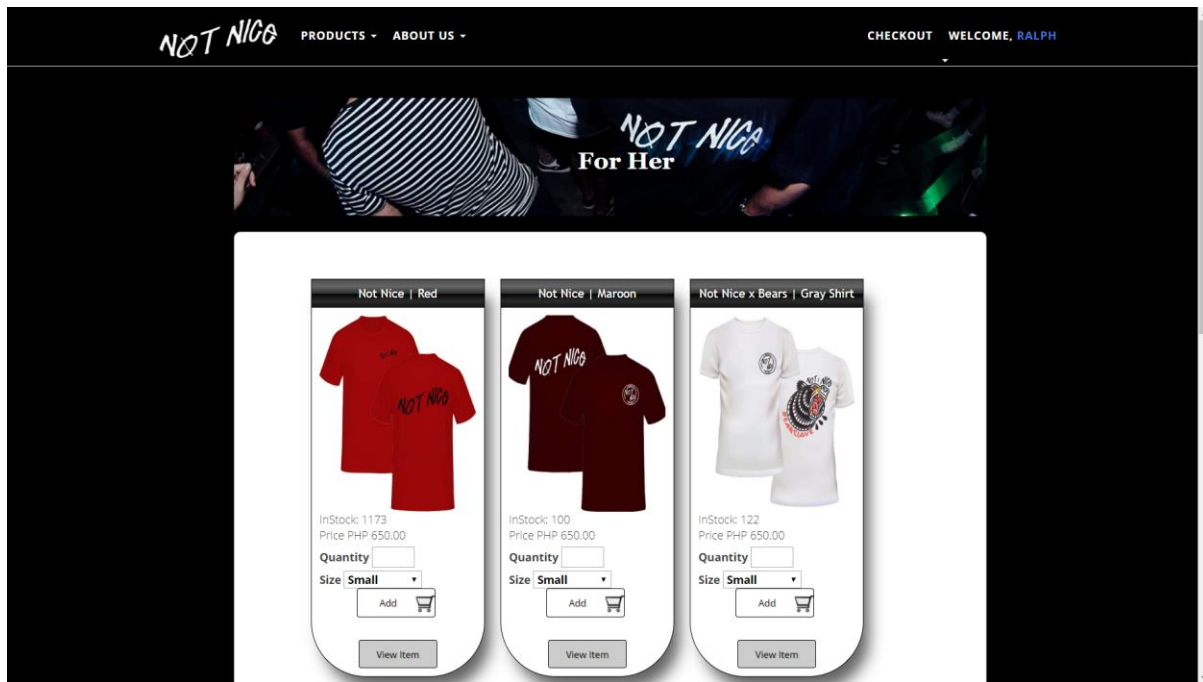 NOT NICE
PRODUCTS ABOUT US
CHECKOUT WELCOME, RALPH
NOT NICE
For Her
Not Nice | Red
NOT NICE
InStock: 1173
Price PHP 650.00
Quantity
Size Small
Add
View Item
Not Nice | Maroon
NOT NICE
InStock: 100
Price PHP 650.00
Quantity
Size Small
Add
View Item
Not Nice x Bears | Gray Shirt
NOT NICE
InStock: 122
Price PHP 650.00
Quantity
Size Small
Add
View Item